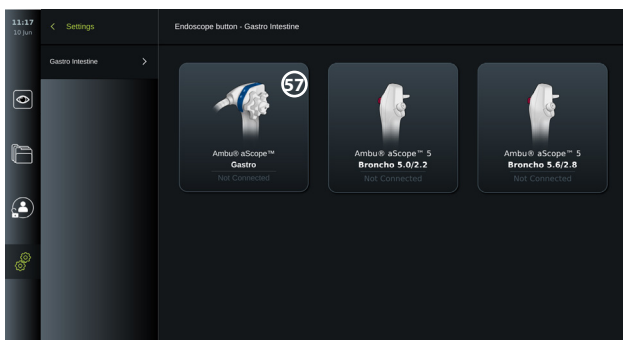 11:17
10 Jun
Settings
Endoscope button - Gastro Intestine
Gastro Intestine
57
Ambu® aScope™
Gastro
Not Connected
Ambu® aScope™ 5
Broncho 5.0/2.2
Not Connected
Ambu® aScope™ 5
Broncho 5.6/2.8
Not Connected